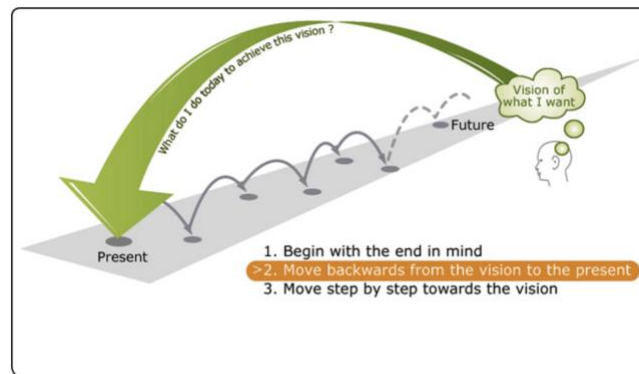 What do I do today to achieve this vision ?
Vision of
what I want
Future
Present
1. Begin with the end in mind
>2. Move backwards from the vision to the present
3. Move step by step towards the vision